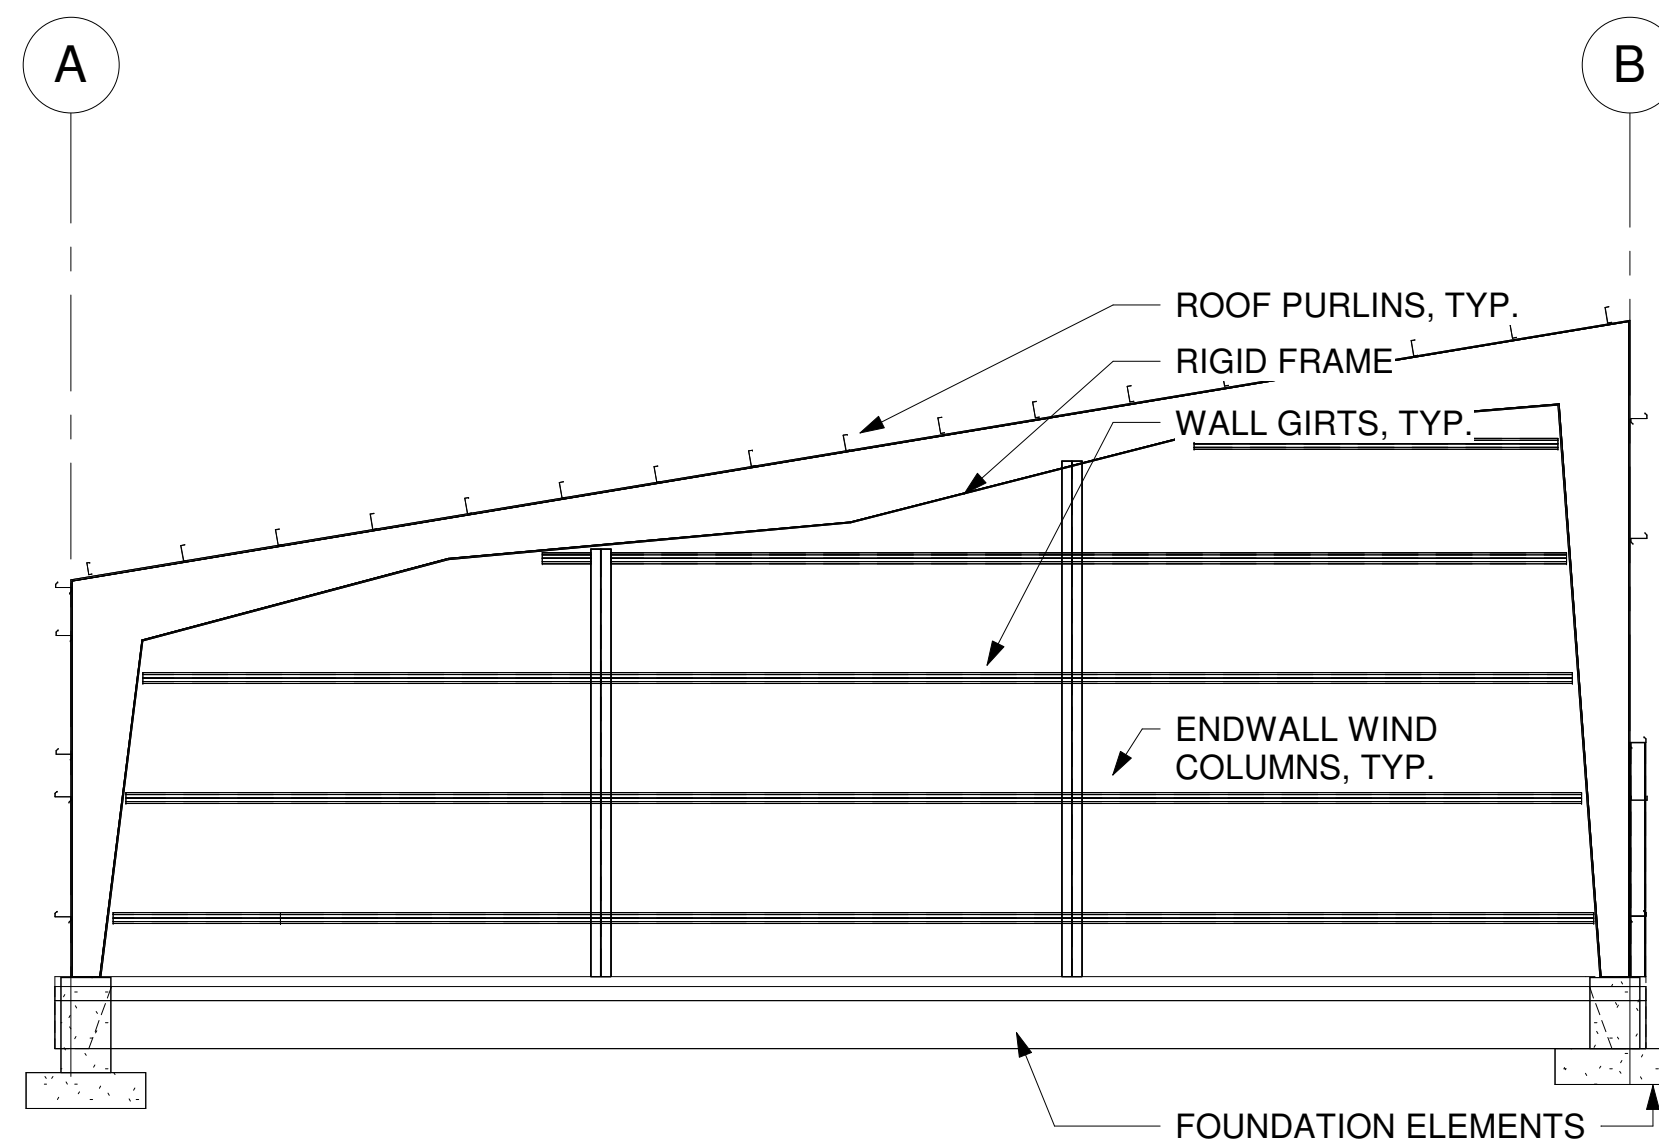 A
B
ROOF PURLINS, TYP.
RIGID FRAME
WALL GIRTS, TYP.
ENDWALL WIND
COLUMNS, TYP.
FOUNDATION ELEMENTS